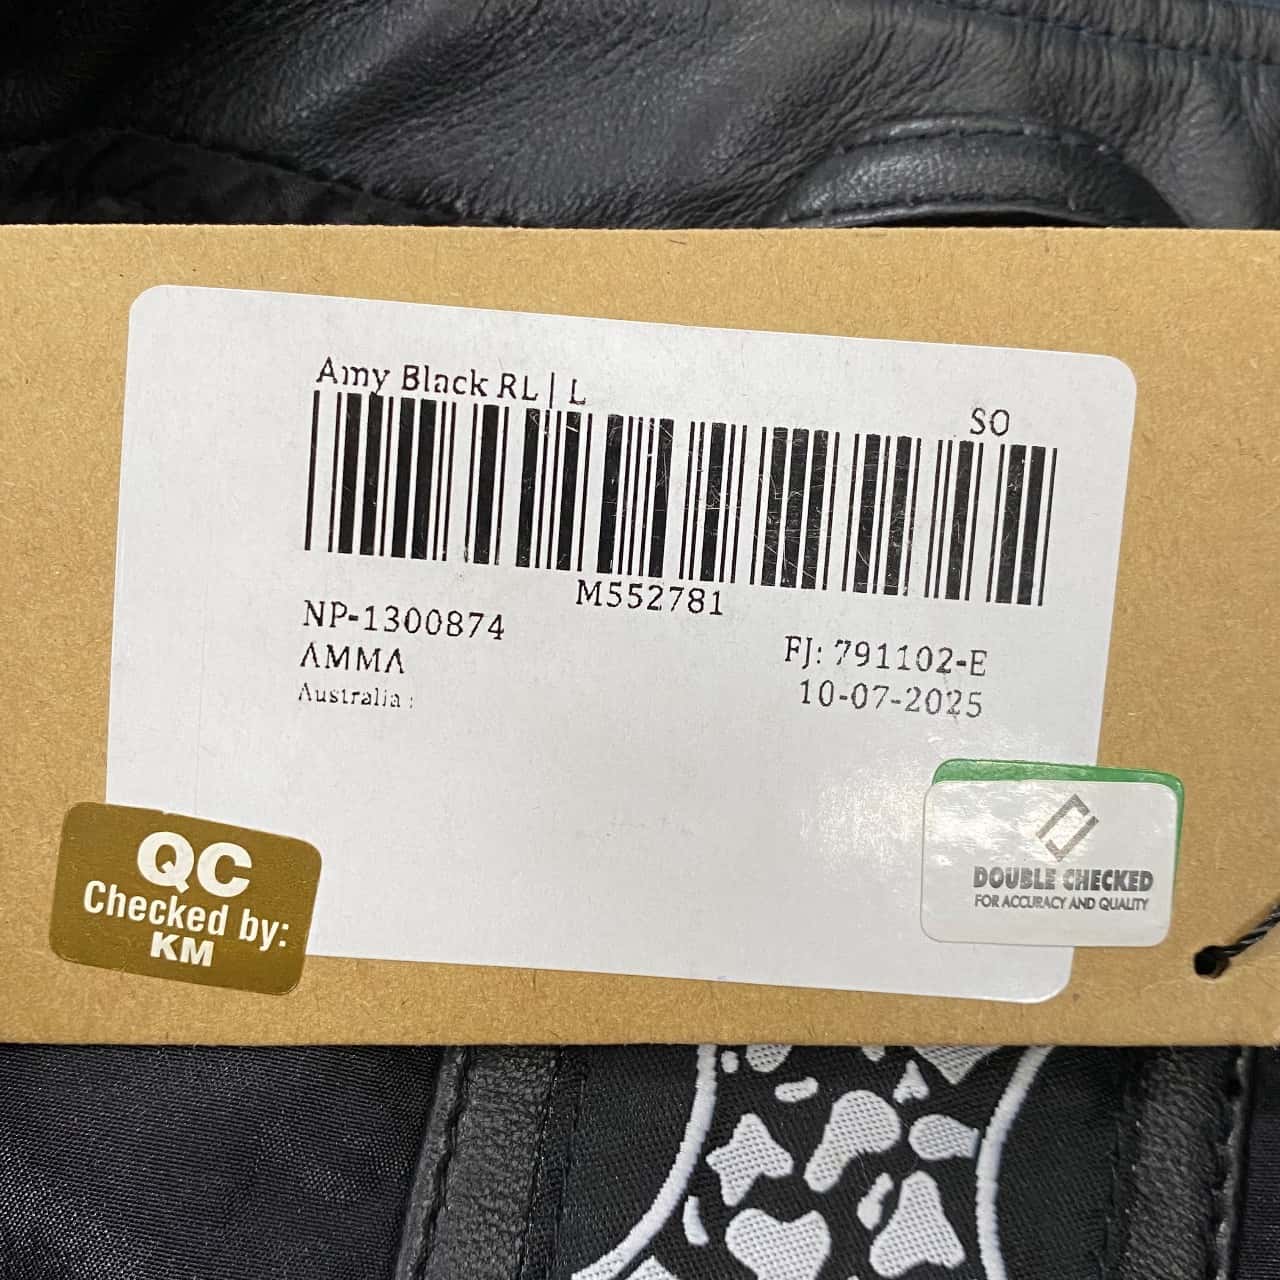 Amy Black RL | L
SO
M552781
NP-1300874
AMMA
Australia :
FJ: 791102-E
10-07-2025
QC
Checked by:
KM
DOUBLE CHECKED
FOR ACCURACY AND QUALITY